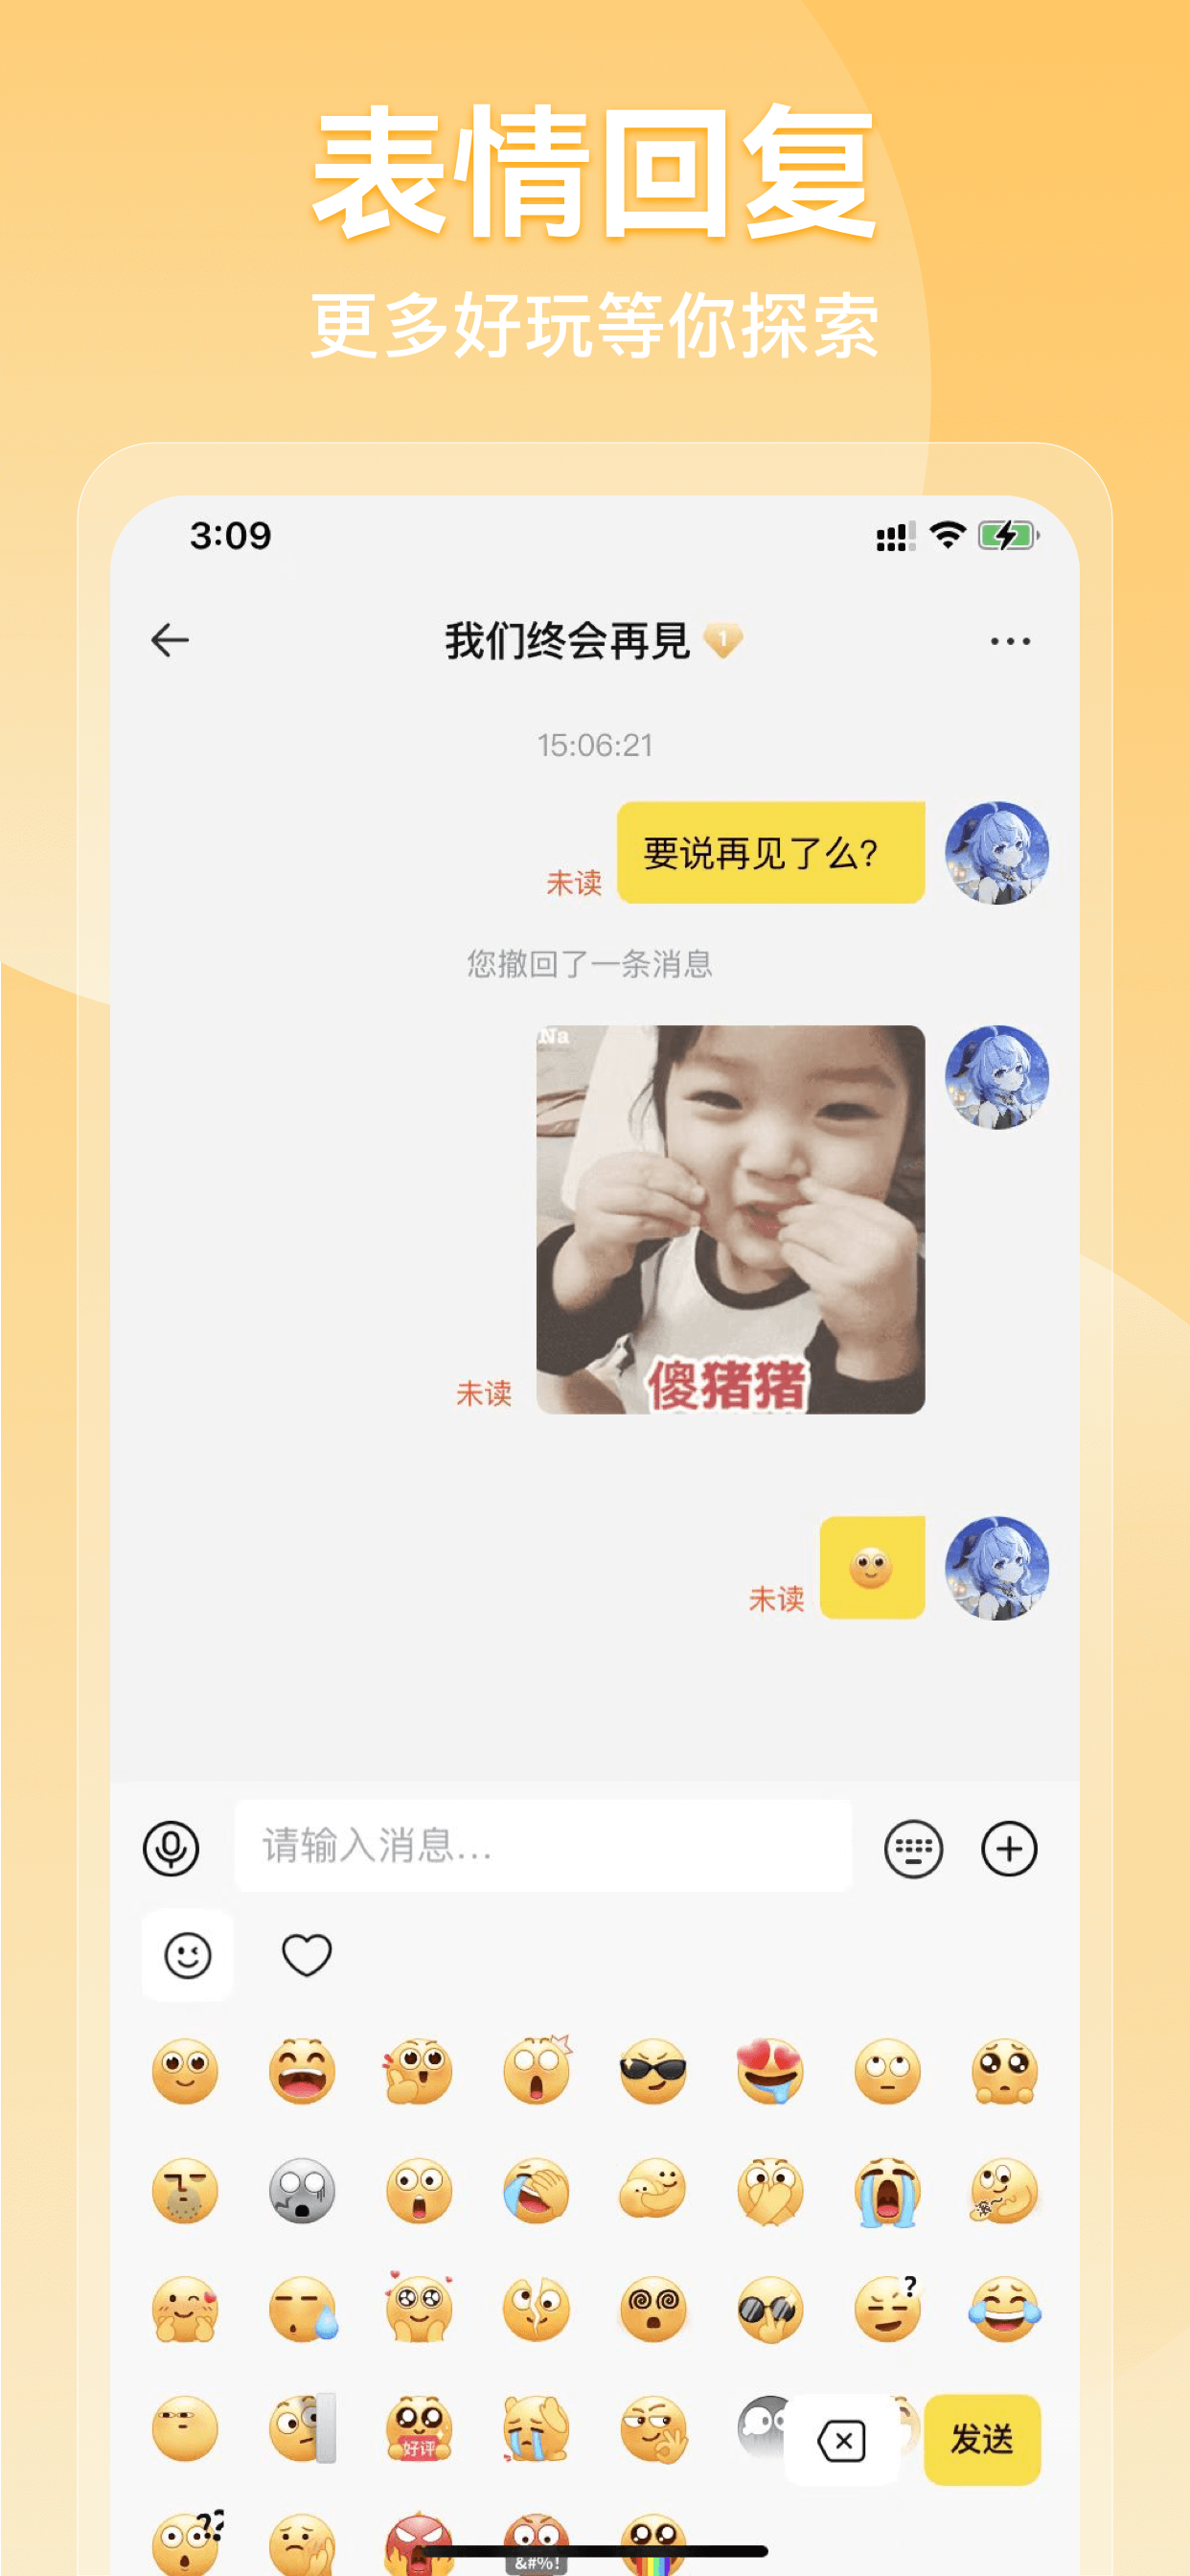 表情回复
更多好玩等你探索
3:09
我们终会再見 1
15:06:21
要说再见了么?
未读
您撤回了一条消息
Na
傻猪猪
未读
未读
请输入消息...
?
好评
发送
??
&#%!